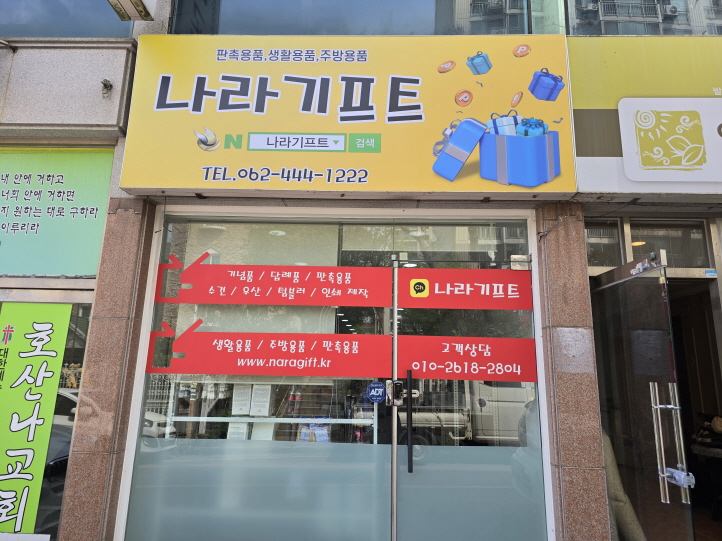 판촉용품,생활용품,주방용품
나라기프트
N 나라기프트 검색
TEL.062-444-1222
내 안에 거하고
너희 안에 거하면
지 원하는 대로 구하라
이루리라
호산나교회
기념품 / 답례품 / 판촉용품
수건 / 우산 / 텀블러 / 인쇄 제작
Ch 나라기프트
생활용품 / 주방용품 / 판촉용품
www.naragift.kr
고객상담
010-2618-2804
ADT